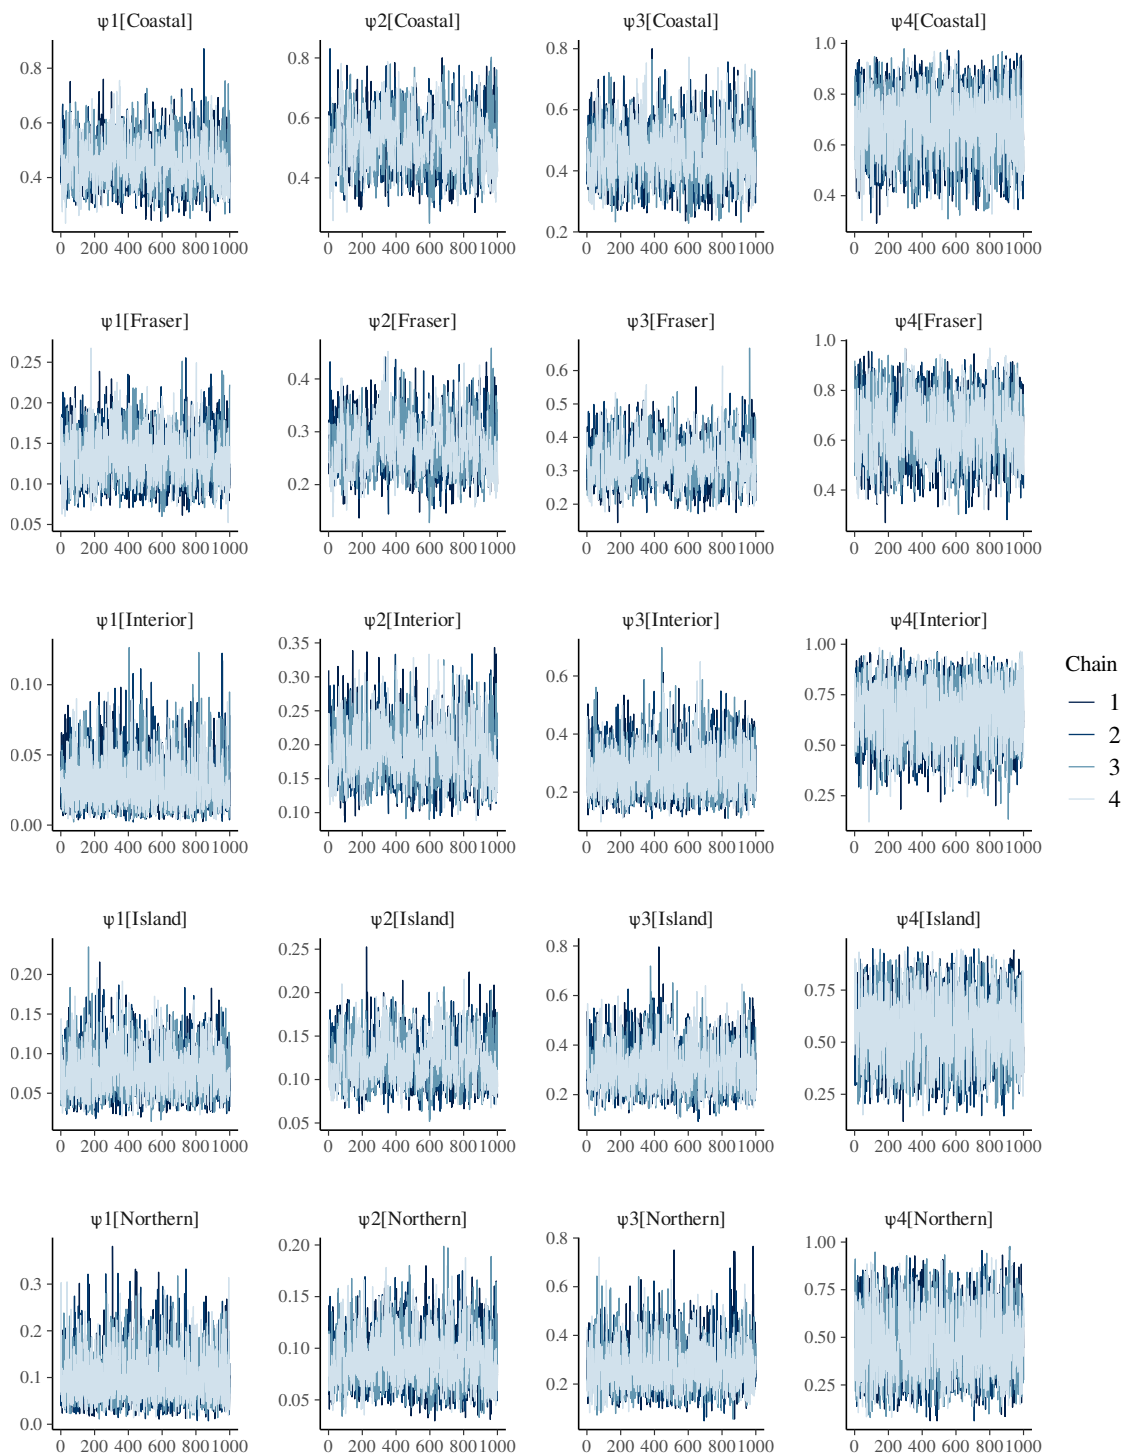 ψ1[Coastal] ψ2[Coastal] ψ3[Coastal] ψ4[Coastal]
0.8 0.6 0.4
0 200 400 600 800 1000
0.8 0.6 0.4
0 200 400 600 800 1000
0.8 0.6 0.4 0.2
0 200 400 600 800 1000
1.0 0.8 0.6 0.4
0 200 400 600 800 1000
ψ1[Fraser] ψ2[Fraser] ψ3[Fraser] ψ4[Fraser]
0.25 0.20 0.15 0.10 0.05
0 200 400 600 800 1000
0.4 0.3 0.2
0 200 400 600 800 1000
0.6 0.5 0.4 0.3 0.2
0 200 400 600 800 1000
1.0 0.8 0.6 0.4
0 200 400 600 800 1000
ψ1[Interior] ψ2[Interior] ψ3[Interior] ψ4[Interior]
0.10 0.05 0.00
0 200 400 600 800 1000
0.35 0.30 0.25 0.20 0.15 0.10
0 200 400 600 800 1000
0.6 0.4 0.2
0 200 400 600 800 1000
1.00 0.75 0.50 0.25
0 200 400 600 800 1000
Chain
1
2
3
4
ψ1[Island] ψ2[Island] ψ3[Island] ψ4[Island]
0.20 0.15 0.10 0.05
0 200 400 600 800 1000
0.25 0.20 0.15 0.10 0.05
0 200 400 600 800 1000
0.8 0.6 0.4 0.2
0 200 400 600 800 1000
0.75 0.50 0.25
0 200 400 600 800 1000
ψ1[Northern] ψ2[Northern] ψ3[Northern] ψ4[Northern]
0.3 0.2 0.1 0.0
0 200 400 600 800 1000
0.20 0.15 0.10 0.05
0 200 400 600 800 1000
0.8 0.6 0.4 0.2
0 200 400 600 800 1000
1.00 0.75 0.50 0.25
0 200 400 600 800 1000